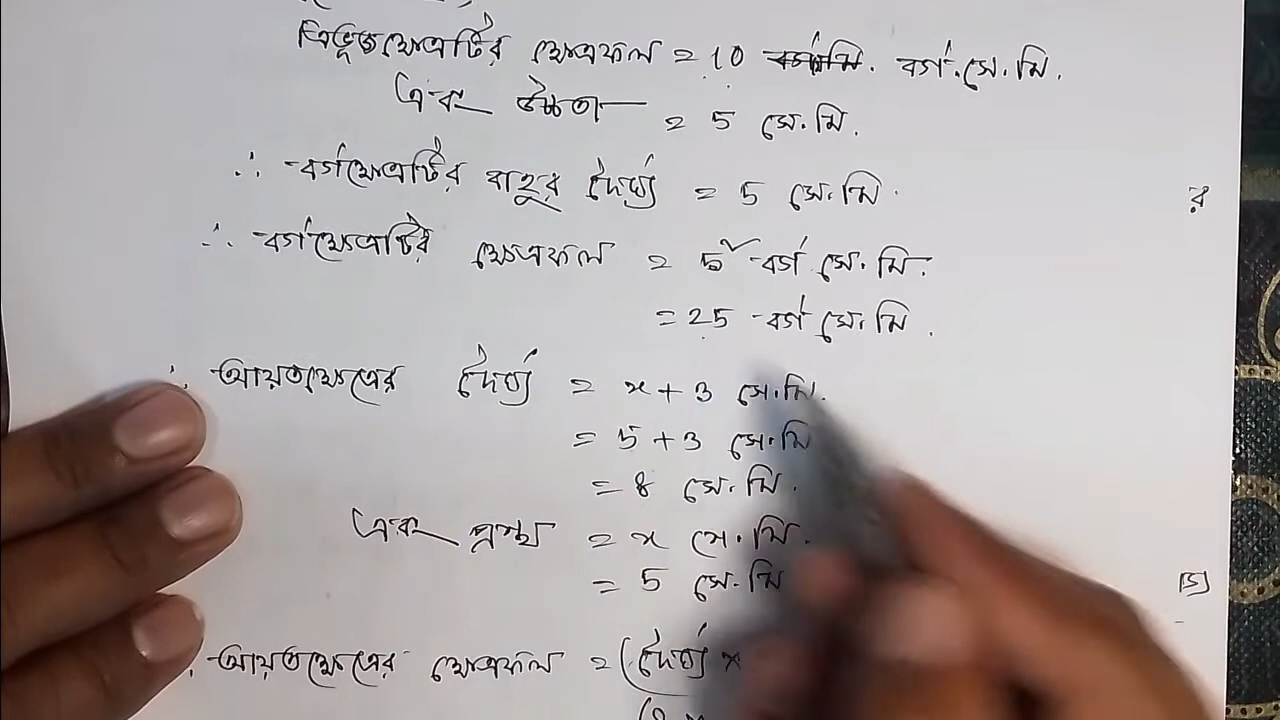 ত্রিভুজক্ষেত্রটির ক্ষেত্রফল = 10 বর্গ.সে.মি.
এবং উচ্চতা = 5 সে.মি.
∴ বর্গক্ষেত্রটির বাহুর দৈর্ঘ্য = 5 সে.মি.
র
∴ বর্গক্ষেত্রটির ক্ষেত্রফল = 5² বর্গ সে.মি.
= 25 বর্গ সে.মি.
∴ আয়তক্ষেত্রের দৈর্ঘ্য = x + 3 সে.মি.
= 5 + 3 সে.মি
= 8 সে.মি.
এবং প্রস্থ = x সে.মি.
= 5 সে.মি
আয়তক্ষেত্রের ক্ষেত্রফল = (দৈর্ঘ্য ×